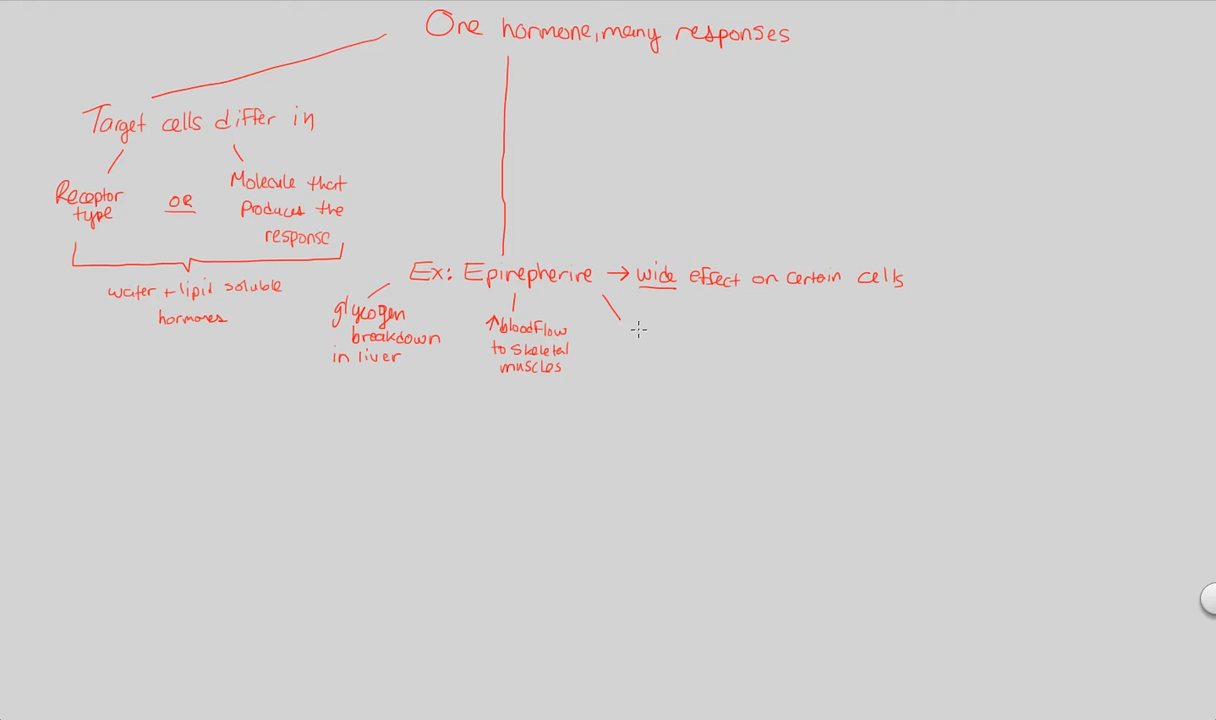 One hormone, many responses
Target cells differ in
Receptor
type
OR
Molecule that
Produces the
response
water + lipid soluble
hormones
Ex: Epinepherine → wide effect on certain cells
glycogen
breakdown
in liver
↑ bloodflow
to skeletal
muscles